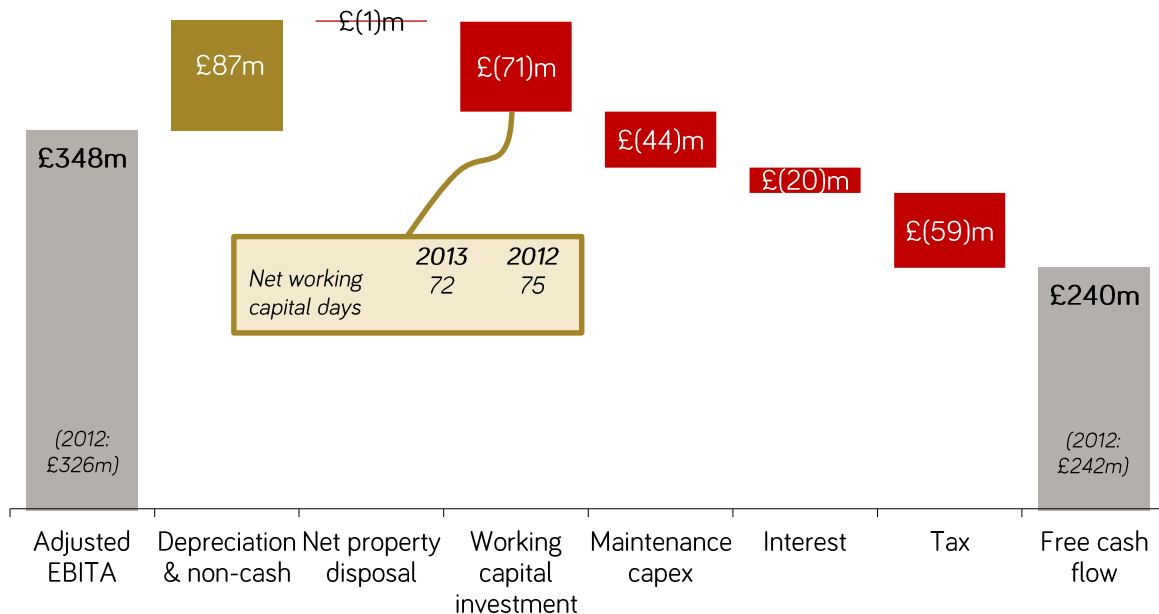 £348m
£87m
£(1)m
£(71)m
£(44)m
£(20)m
£(59)m
£240m
2013 2012
Net working 72 75
capital days
(2012:
£326m)
(2012:
£242m)
Adjusted
EBITA
Depreciation
& non-cash
Net property
disposal
Working
capital
investment
Maintenance
capex
Interest
Tax
Free cash
flow